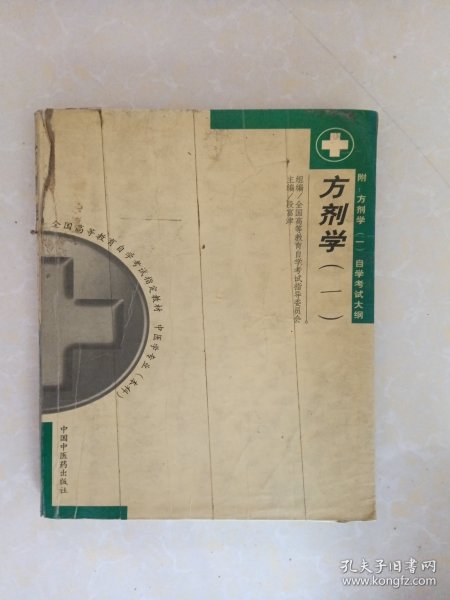 附：方剂学（一）自学考试大纲
方剂学（一）
组编／全国高等教育自学考试指导委员会
主编／段富津
全国高等教育自学考试指定教材 中医学专业（本科）
中国中医药出版社
孔夫子旧书网
www.kongfz.com